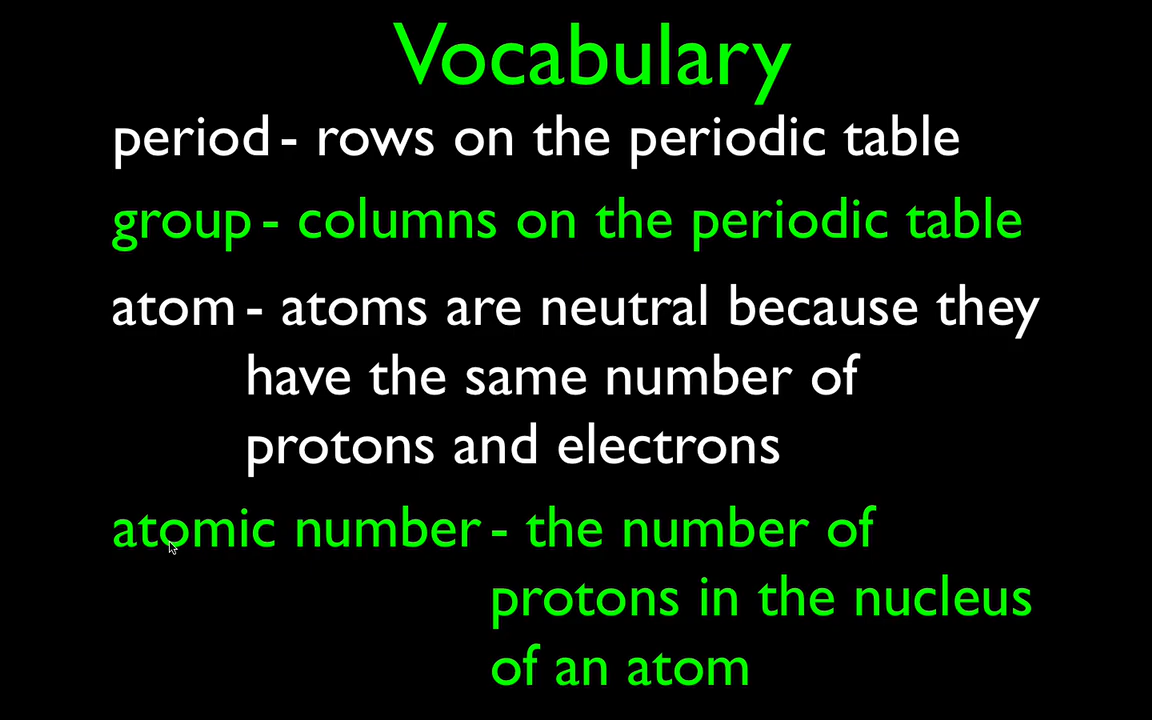 Vocabulary
period - rows on the periodic table
group - columns on the periodic table
atom - atoms are neutral because they
have the same number of
protons and electrons
atomic number - the number of
protons in the nucleus
of an atom